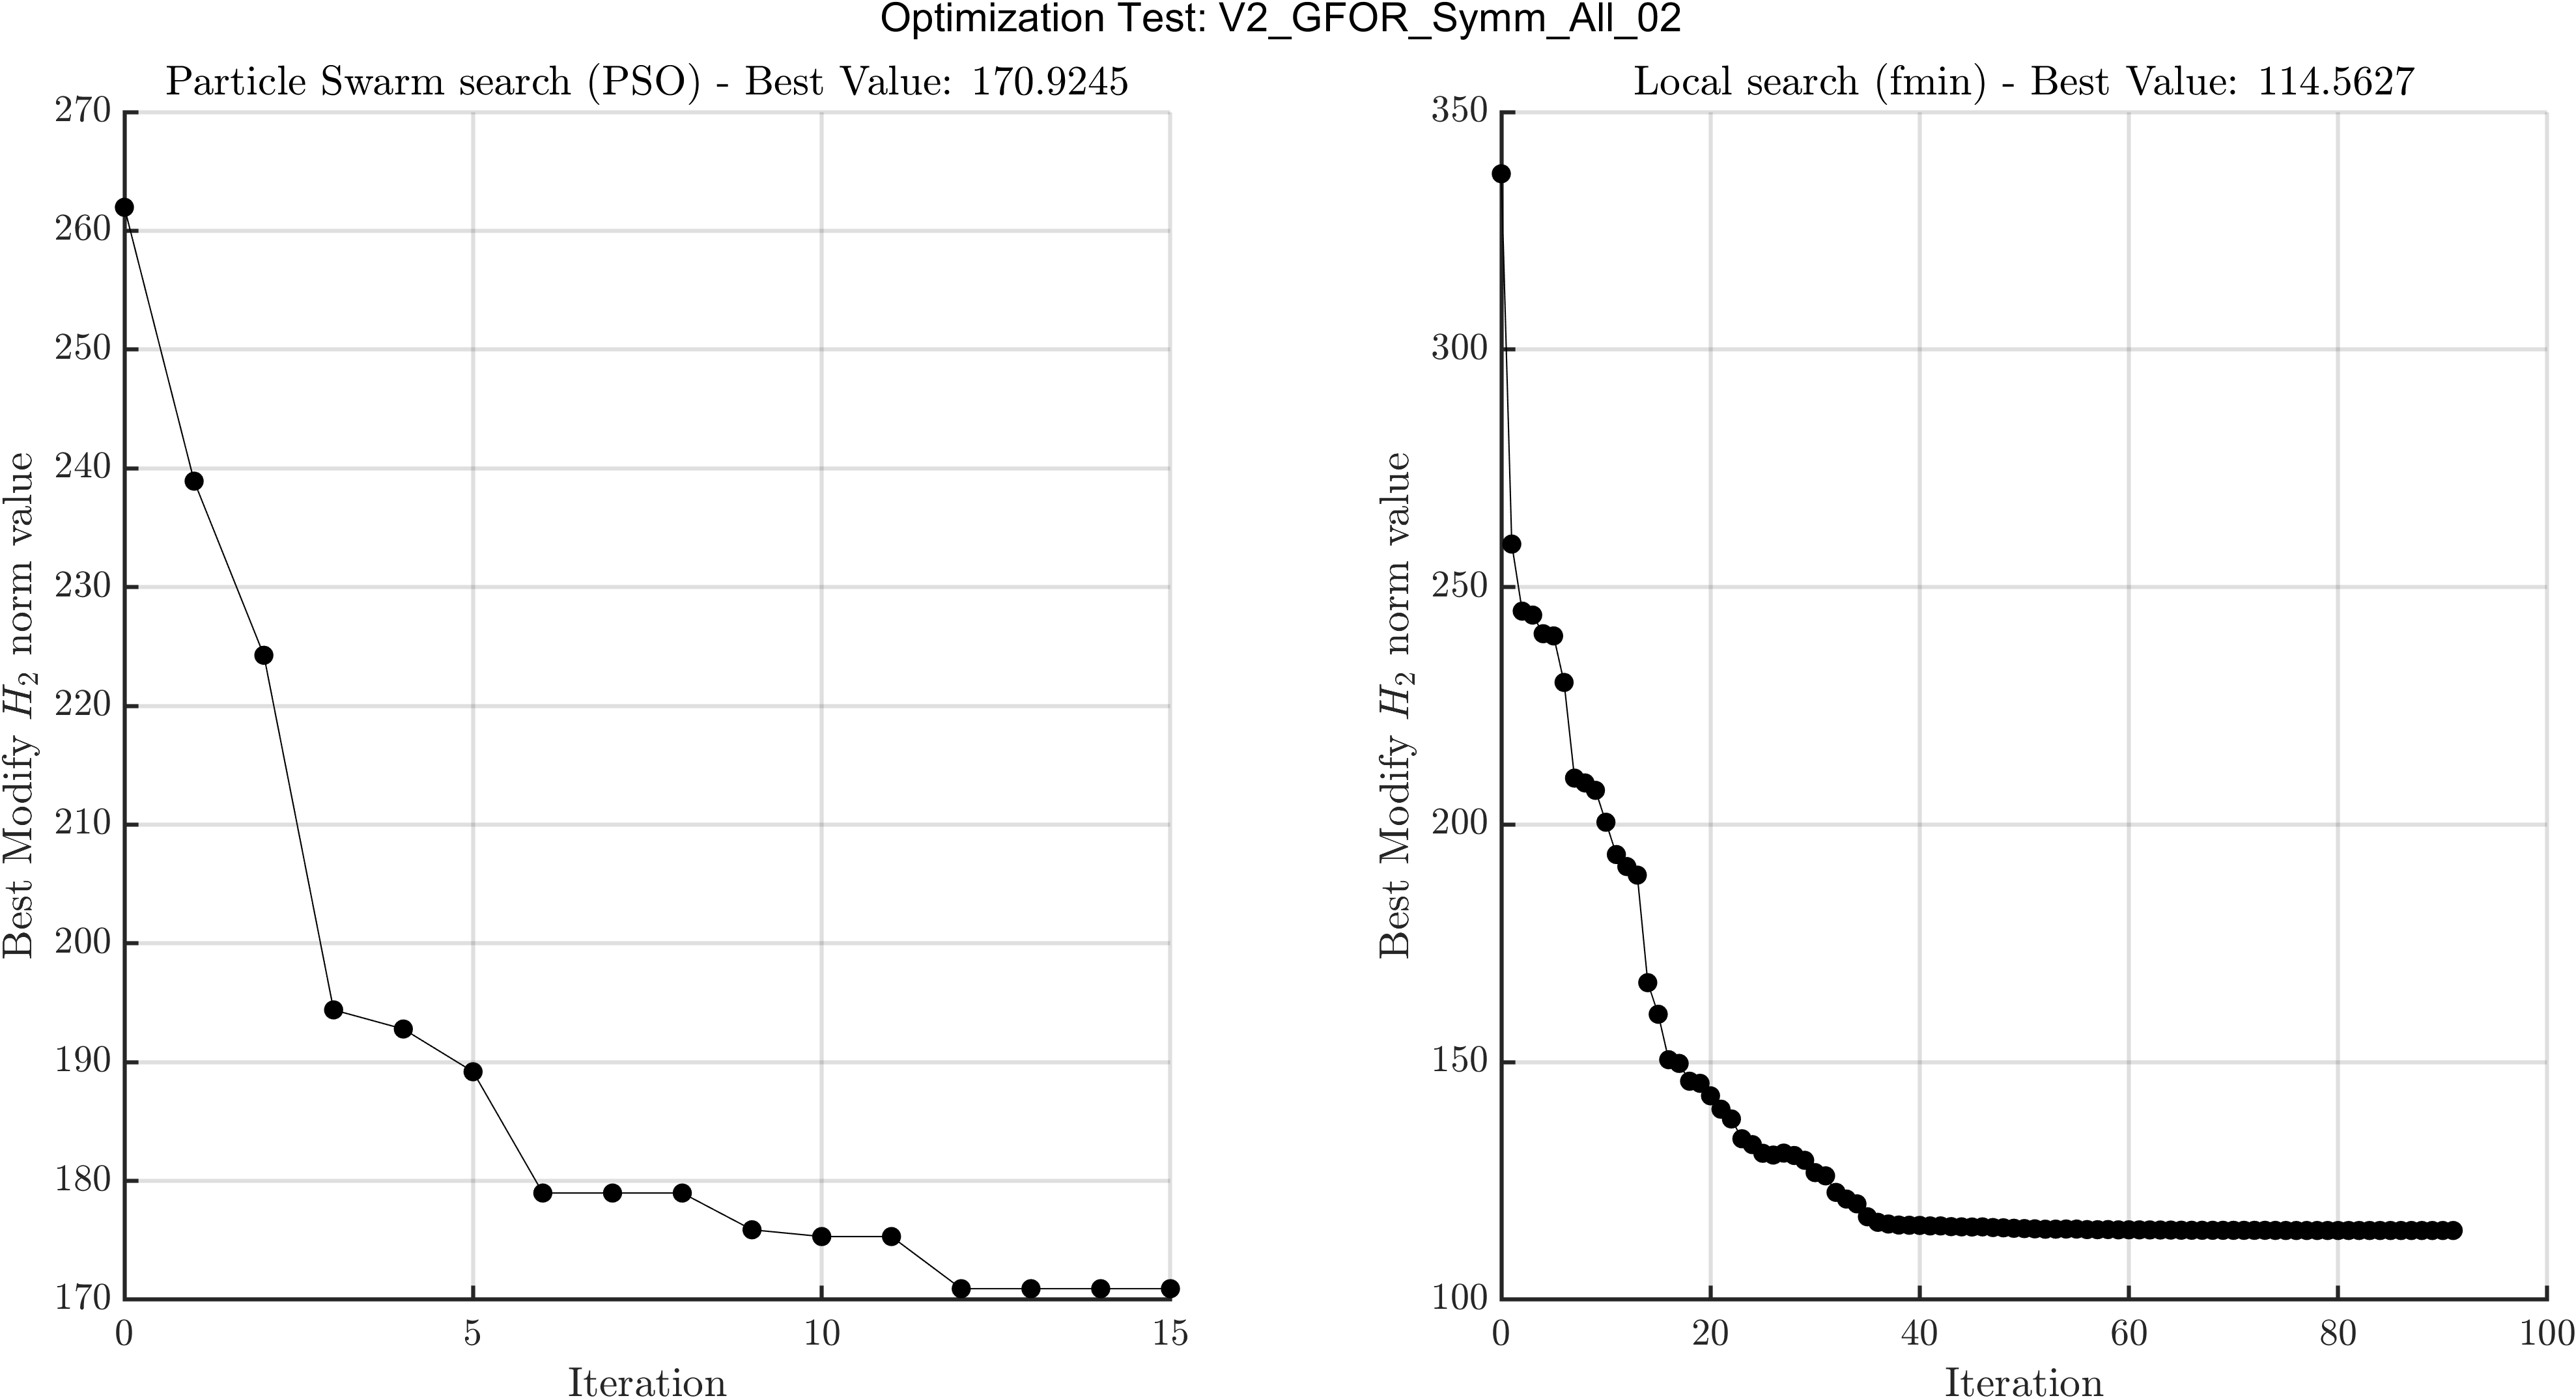 Optimization Test: V2_GFOR_Symm_All_02
Particle Swarm search (PSO) - Best Value: 170.9245
270
260
250
240
230
220
210
200
190
180
170
0 5 10 15
Iteration
Best Modify H₂ norm value
Local search (fmin) - Best Value: 114.5627
350
300
250
200
150
100
0 20 40 60 80 100
Iteration
Best Modify H₂ norm value